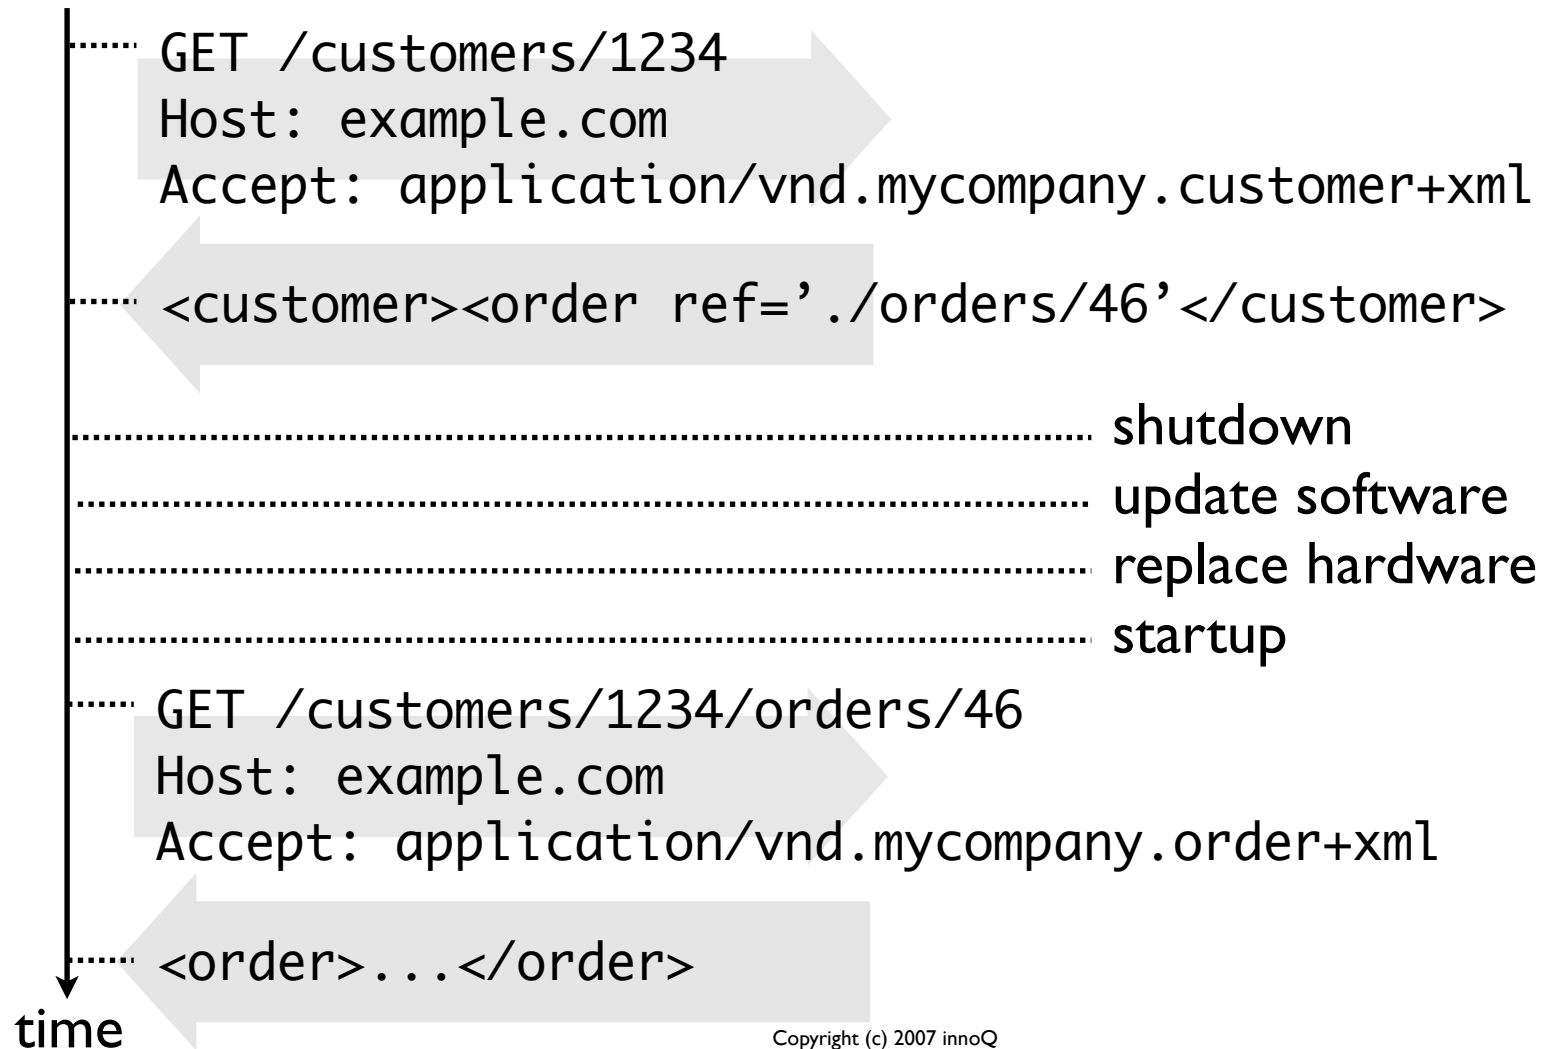 GET /customers/1234
Host: example.com
Accept: application/vnd.mycompany.customer+xml
<customer><order ref=’./orders/46’</customer>
shutdown
update software
replace hardware
startup
GET /customers/1234/orders/46
Host: example.com
Accept: application/vnd.mycompany.order+xml
<order>...</order>
time
Copyright (c) 2007 innoQ